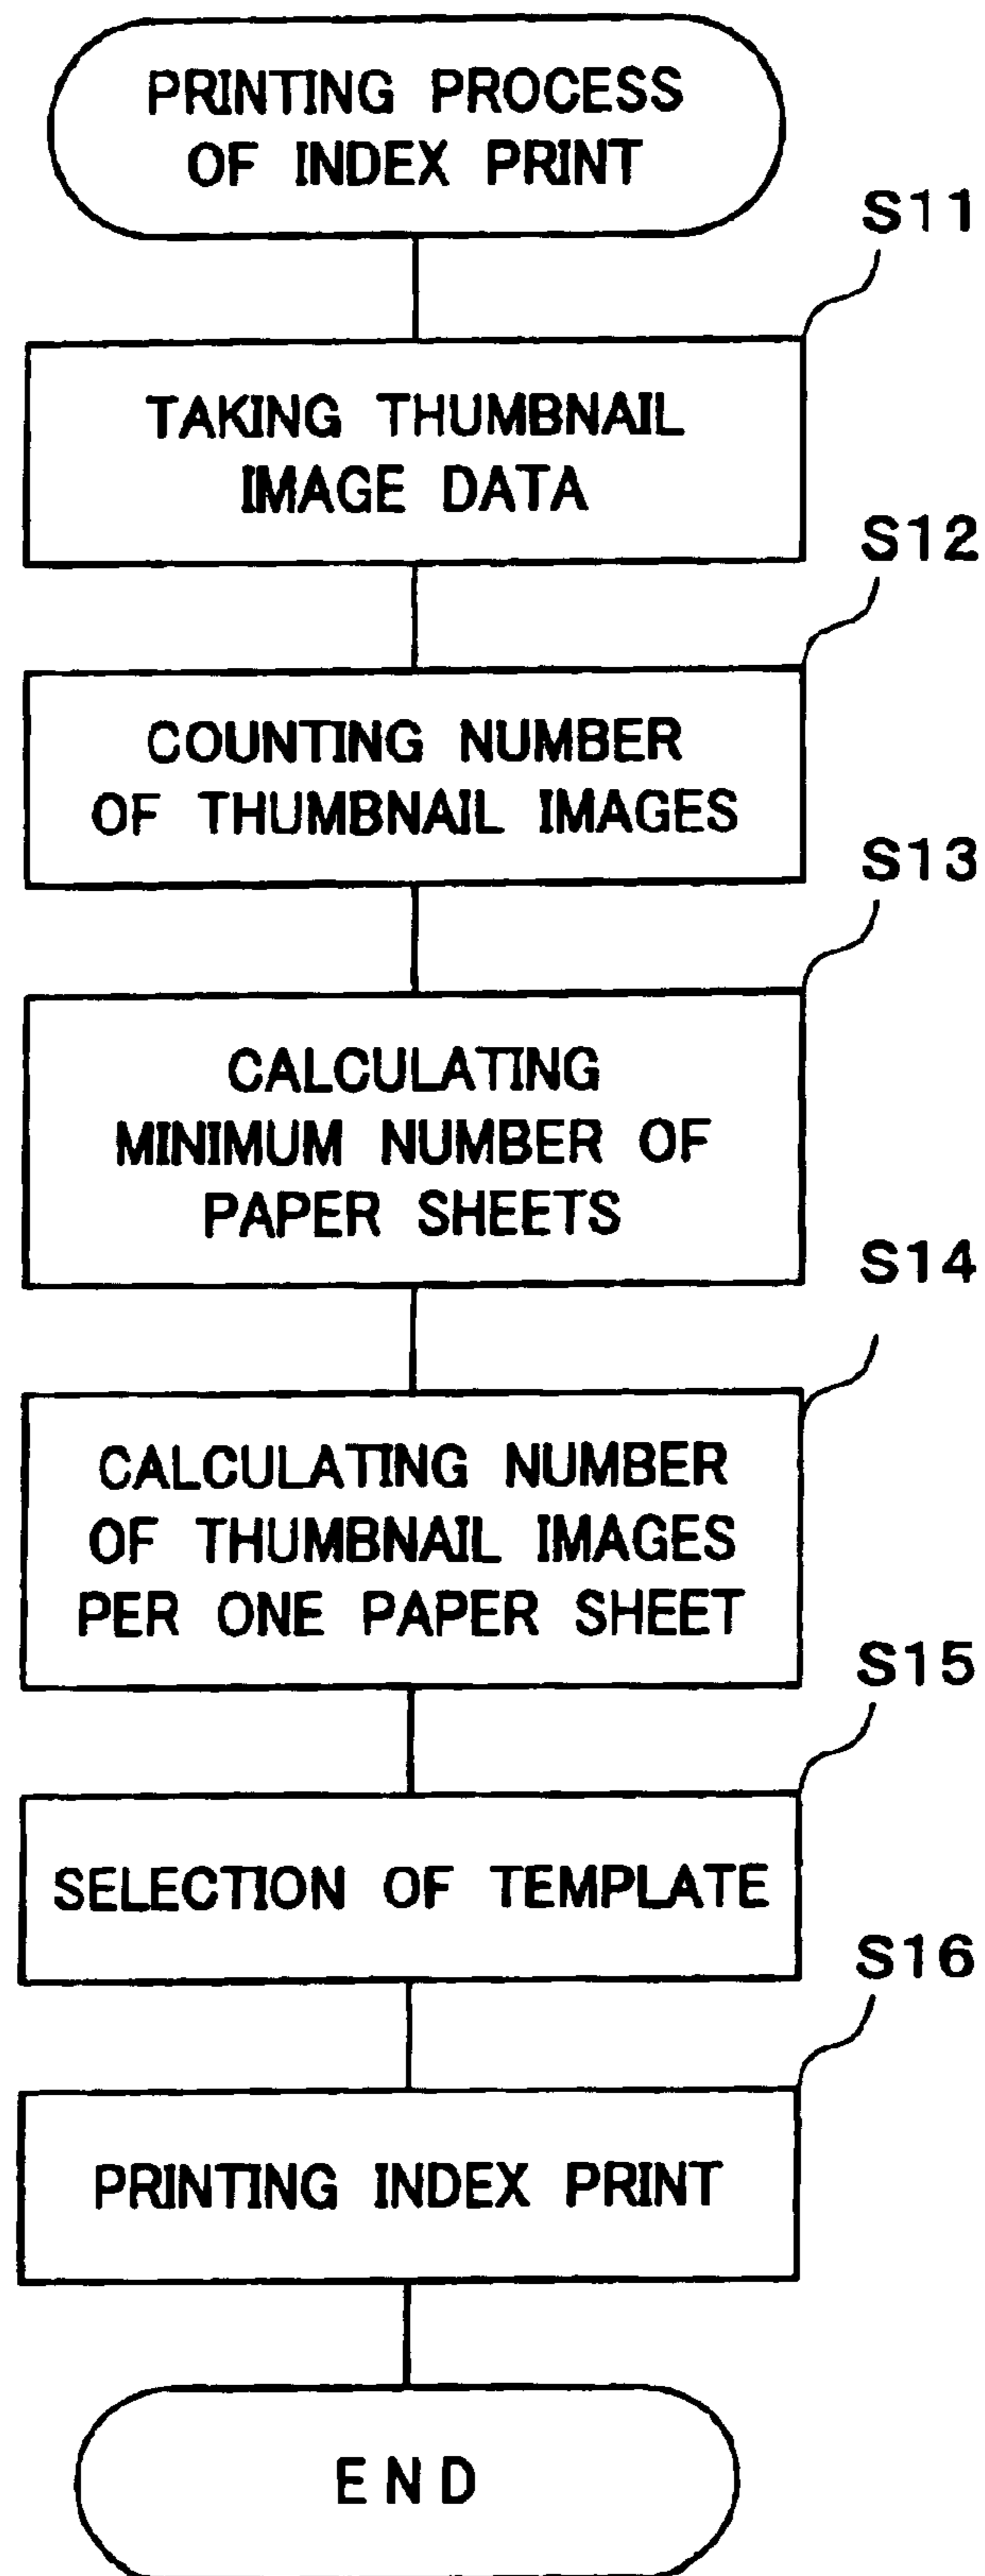 PRINTING PROCESS
OF INDEX PRINT
S11
TAKING THUMBNAIL
IMAGE DATA
S12
COUNTING NUMBER
OF THUMBNAIL IMAGES
S13
CALCULATING
MINIMUM NUMBER OF
PAPER SHEETS
S14
CALCULATING NUMBER
OF THUMBNAIL IMAGES
PER ONE PAPER SHEET
S15
SELECTION OF TEMPLATE
S16
PRINTING INDEX PRINT
END